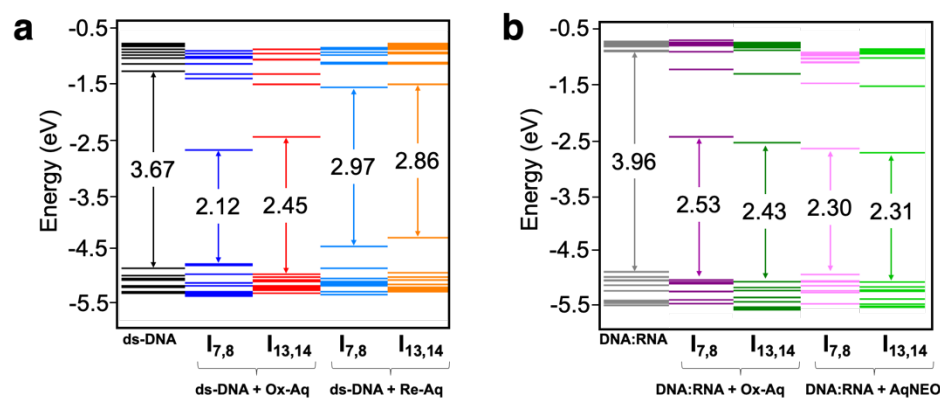 a
Energy (eV)
-0.5
-1.5
-2.5
-3.5
-4.5
-5.5
3.67
2.12
2.45
2.97
2.86
ds-DNA
I7,8
I13,14
I7,8
I13,14
ds-DNA + Ox-Aq
ds-DNA + Re-Aq
b
Energy (eV)
-0.5
-1.5
-2.5
-3.5
-4.5
-5.5
3.96
2.53
2.43
2.30
2.31
DNA:RNA
I7,8
I13,14
I7,8
I13,14
DNA:RNA + Ox-Aq
DNA:RNA + AqNEO